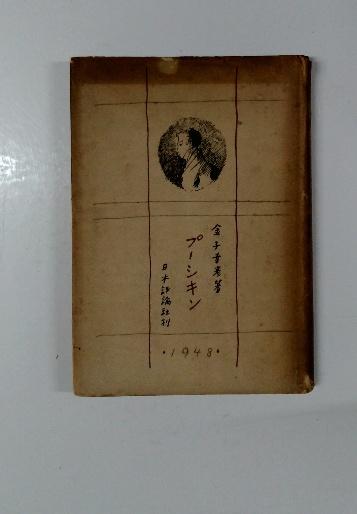 金子幸彦著
プーシキン
日本評論社刊
・1948・